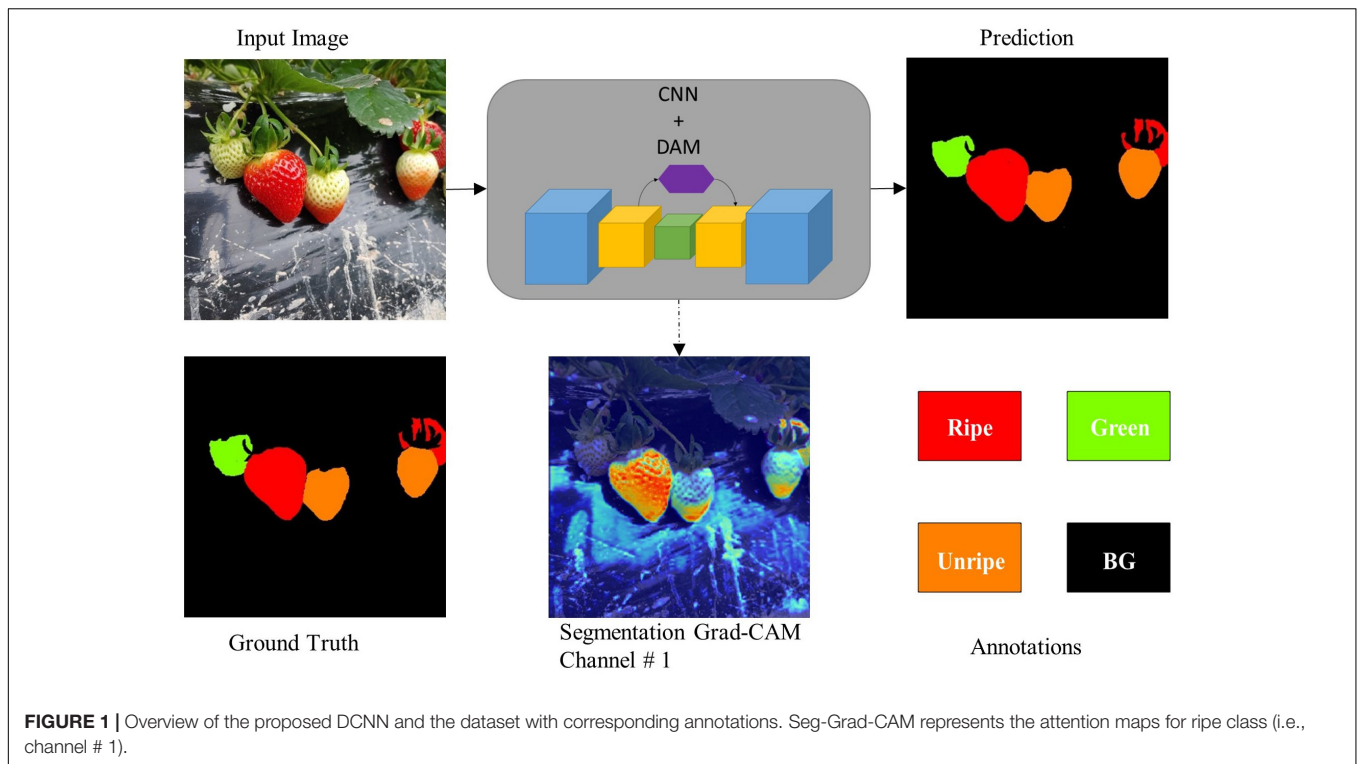 Input Image
Prediction
CNN
+
DAM
Ripe
Green
Unripe
BG
Ground Truth
Segmentation Grad-CAM
Channel # 1
Annotations
FIGURE 1 | Overview of the proposed DCNN and the dataset with corresponding annotations. Seg-Grad-CAM represents the attention maps for ripe class (i.e.,
channel # 1).